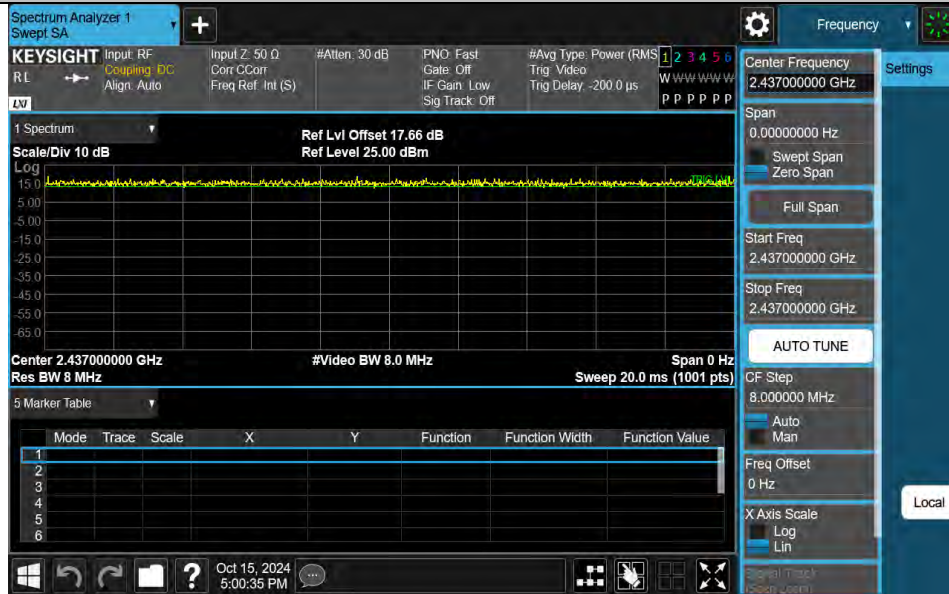 Spectrum Analyzer 1
Swept SA
+
Frequency
KEYSIGHT
RL
LXI
Input: RF
Coupling: DC
Align: Auto
Input Z: 50 Ω
Corr CCorr
Freq Ref: Int (S)
#Atten: 30 dB
PNO: Fast
Gate: Off
IF Gain: Low
Sig Track: Off
#Avg Type: Power (RMS
Trig: Video
Trig Delay: -200.0 µs
1 2 3 4 5 6
W W W W W W
P P P P P P
1 Spectrum
Scale/Div 10 dB
Ref Lvl Offset 17.66 dB
Ref Level 25.00 dBm
Log
15.0
5.00
-5.00
-15.0
-25.0
-35.0
-45.0
-55.0
-65.0
TRIG LVL
Center 2.437000000 GHz
#Video BW 8.0 MHz
Span 0 Hz
Res BW 8 MHz
Sweep 20.0 ms (1001 pts)
5 Marker Table
Mode Trace Scale X Y Function Function Width Function Value
1
2
3
4
5
6
Oct 15, 2024
5:00:35 PM
?
Center Frequency
2.437000000 GHz
Settings
Span
0.00000000 Hz
Swept Span
Zero Span
Full Span
Start Freq
2.437000000 GHz
Stop Freq
2.437000000 GHz
AUTO TUNE
CF Step
8.000000 MHz
Auto
Man
Freq Offset
0 Hz
Local
X Axis Scale
Log
Lin
Signal Track
(Span Zoom)